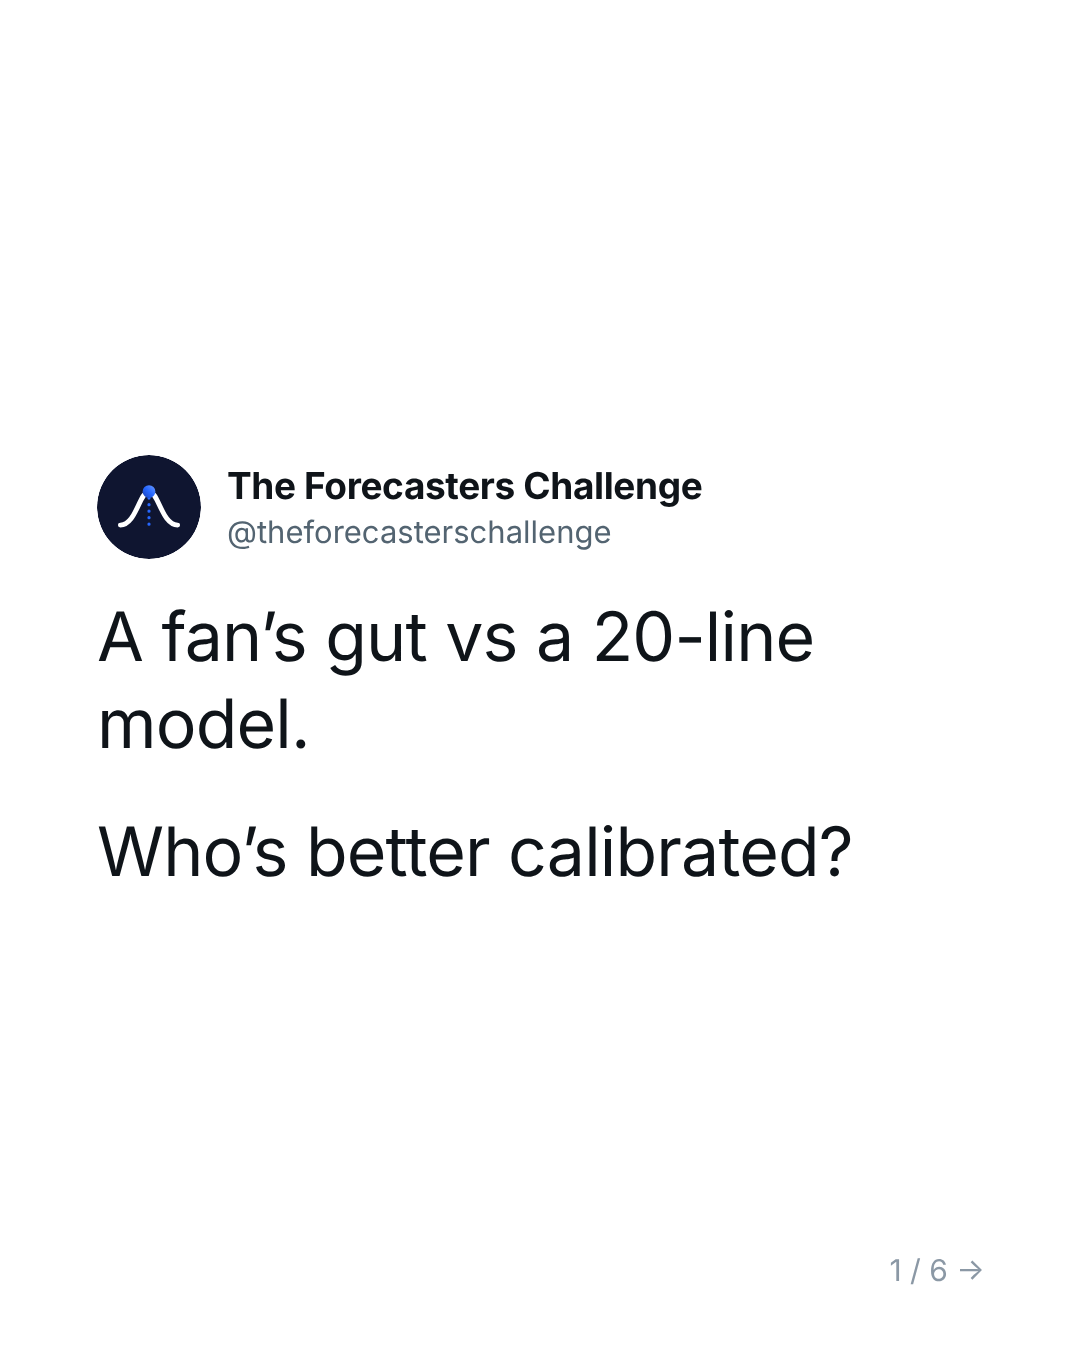 The Forecasters Challenge
@theforecasterschallenge
A fan’s gut vs a 20-line
model.
Who’s better calibrated?
1 / 6 →